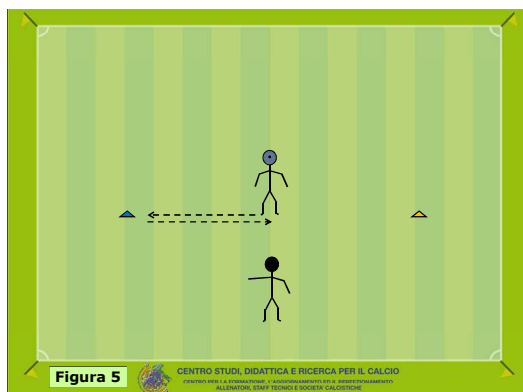 Figura 5
CENTRO STUDI, DIDATTICA E RICERCA PER IL CALCIO
CENTRO PER LA FORMAZIONE, L'AGGIORNAMENTO ED IL PERFEZIONAMENTO
ALLENATORI, STAFF TECNICI E SOCIETA' CALCISTICHE